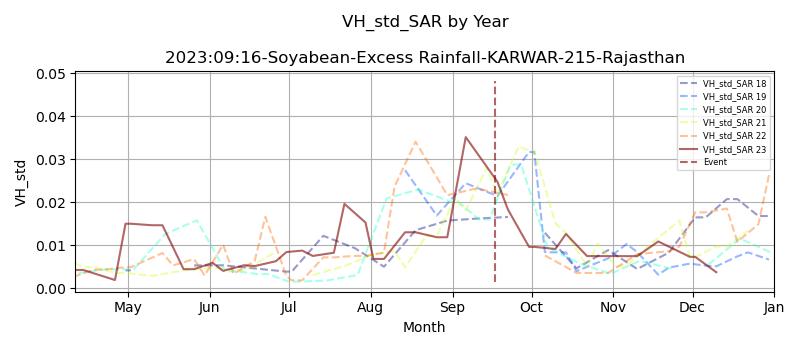 VH_std_SAR by Year
2023:09:16-Soyabean-Excess Rainfall-KARWAR-215-Rajasthan
0.05
0.04
0.03
0.02
0.01
0.00
VH_std
VH_std_SAR 18
VH_std_SAR 19
VH_std_SAR 20
VH_std_SAR 21
VH_std_SAR 22
VH_std_SAR 23
Event
May Jun Jul Aug Sep Oct Nov Dec Jan
Month